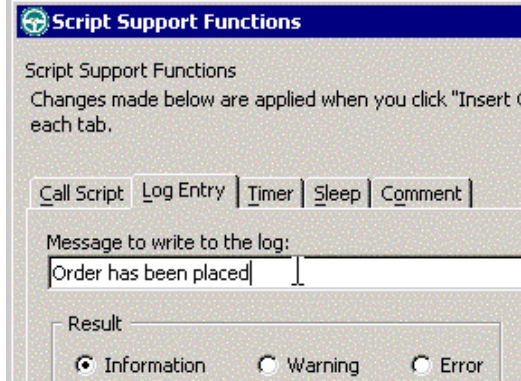 Script Support Functions
Script Support Functions
Changes made below are applied when you click "Insert
each tab.
Call Script Log Entry Timer Sleep Comment
Message to write to the log:
Order has been placed
Result
Information Warning Error